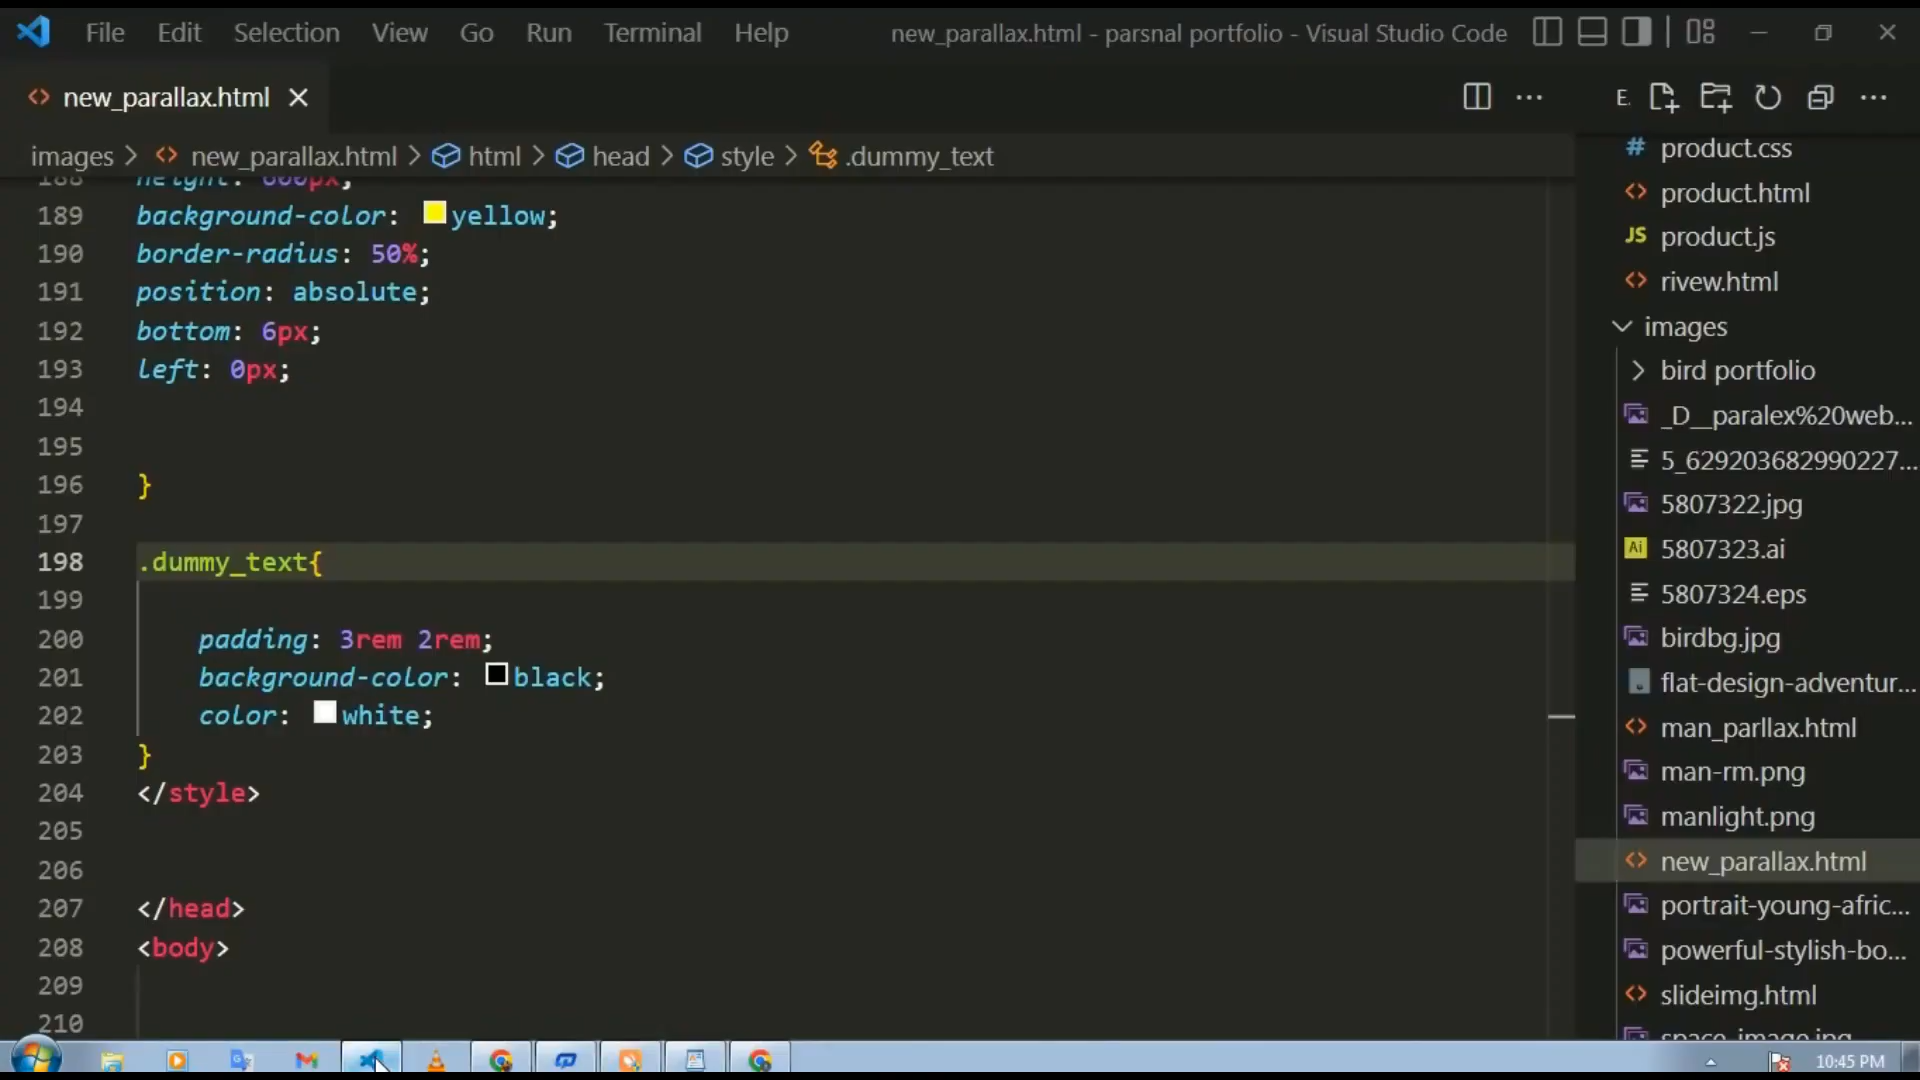 File Edit Selection View Go Run Terminal Help new_parallax.html - parsnal portfolio - Visual Studio Code
new_parallax.html
images > new_parallax.html > html > head > style > .dummy_text
188 height: 600px;
189 background-color: yellow;
190 border-radius: 50%;
191 position: absolute;
192 bottom: 6px;
193 left: 0px;
194
195
196 }
197
198 .dummy_text{
199
200 padding: 3rem 2rem;
201 background-color: black;
202 color: white;
203 }
204 </style>
205
206
207 </head>
208 <body>
209
210
E.
product.css
product.html
JS product.js
rivew.html
images
bird portfolio
_D__paralex%20web...
5_629203682990227...
5807322.jpg
Ai 5807323.ai
5807324.eps
birdbg.jpg
flat-design-adventur...
man_parllax.html
man-rm.png
manlight.png
new_parallax.html
portrait-young-afric...
powerful-stylish-bo...
slideimg.html
space_image.jpg
10:45 PM